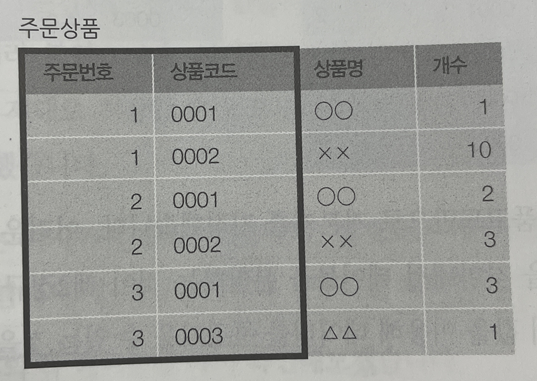 주문상품
주문번호 상품코드 상품명 개수
1 0001 ○○ 1
1 0002 ×× 10
2 0001 ○○ 2
2 0002 ×× 3
3 0001 ○○ 3
3 0003 △△ 1